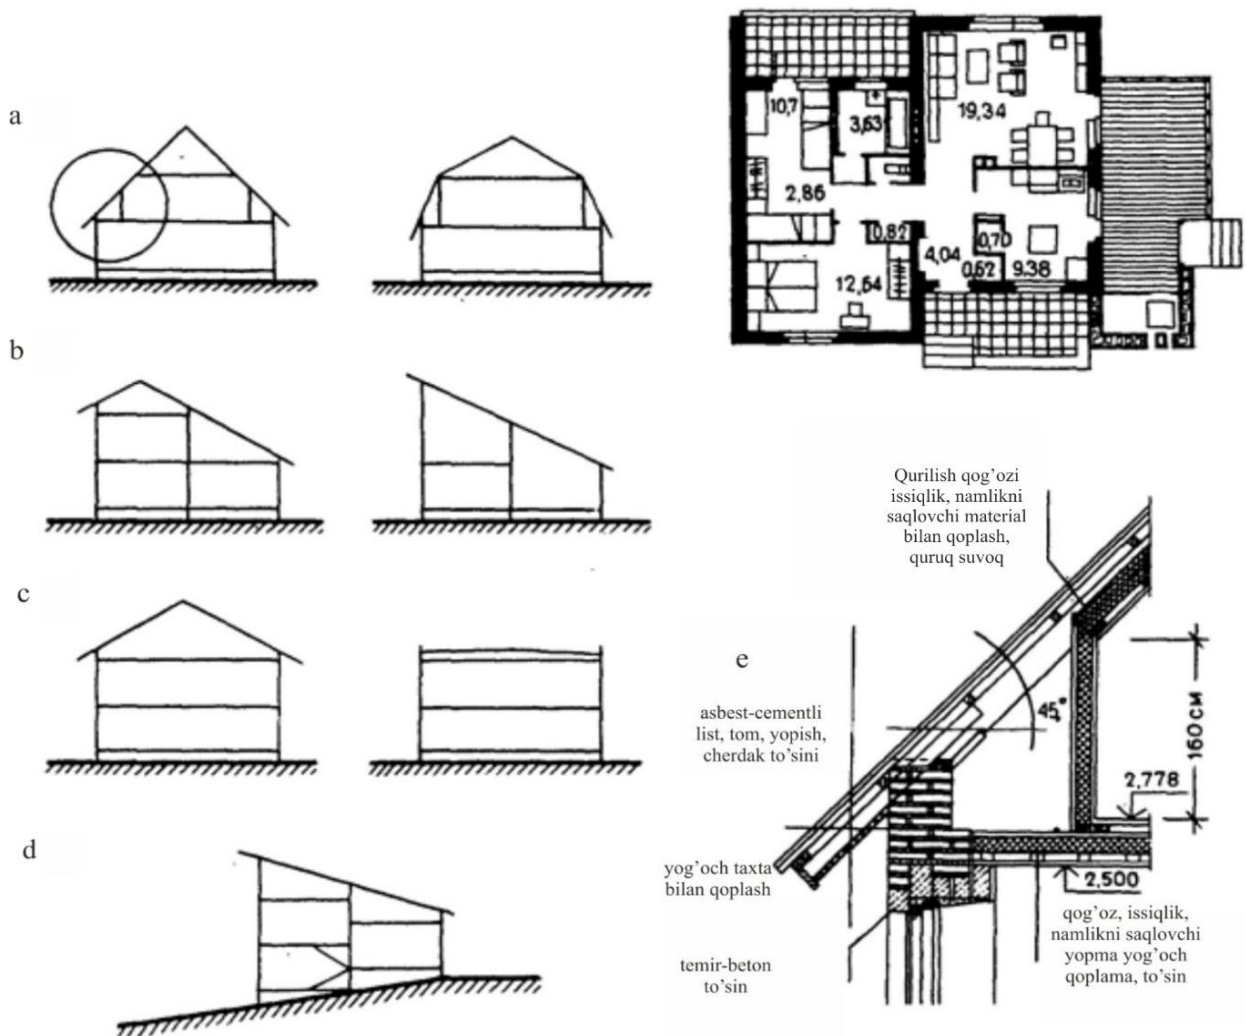 a
b
c
d
10,7
3,63
19,34
2,86
0,82
4,04
0,70
0,62
9.38
12,64
Qurilish qog'ozi
issiqlik, namlikni
saqlovchi material
bilan qoplash,
quruq suvoq
e
asbest-cementli
list, tom, yopish,
cherdak to'sini
45°
160 см
2,778
yog'och taxta
bilan qoplash
2,500
qog'oz, issiqlik,
namlikni saqlovchi
yopma yog'och
qoplama, to'sin
temir-beton
to'sin